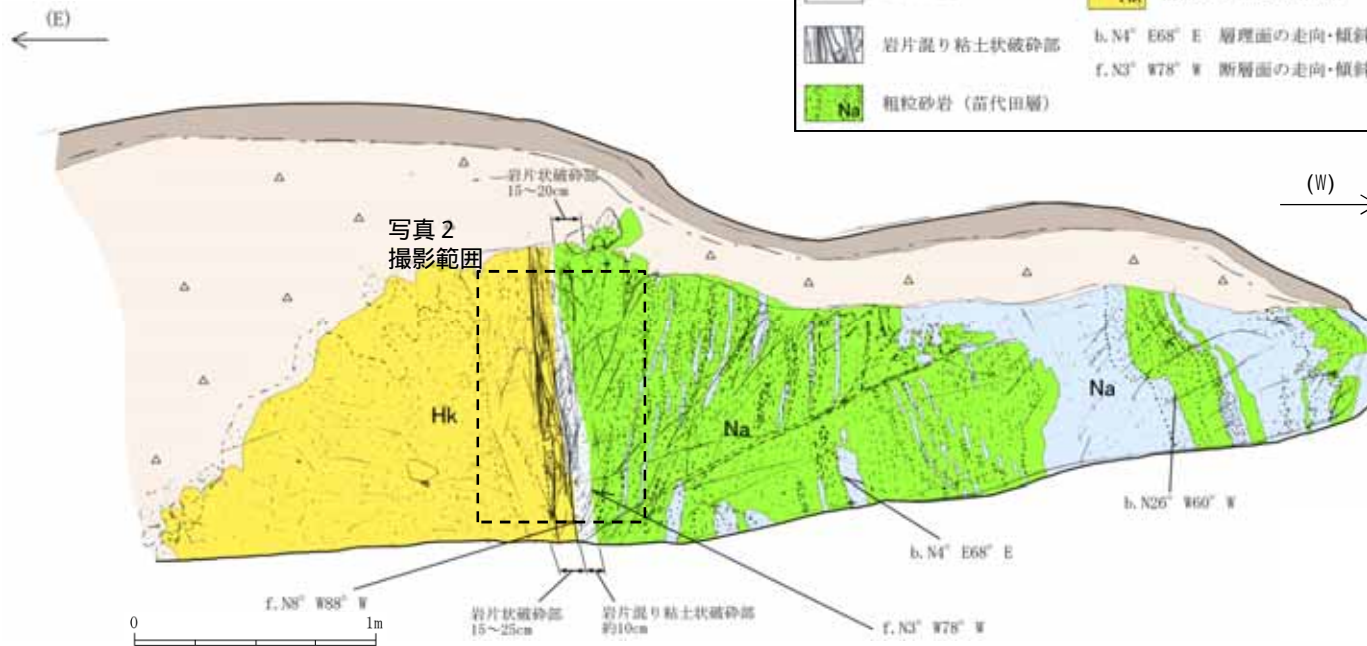 (E)
岩片混り粘土状破砕部
b. N4° E68° E 層理面の走向・傾斜
f. N3° W78° W 断層面の走向・傾斜
Na 粗粒砂岩（苗代田層）
(W)
岩片状破砕部
15～20cm
写真２
撮影範囲
Hk
Na
Na
b. N26° W60° W
b. N4° E68° E
f. N8° W88° W
岩片状破砕部
15～25cm
岩片混り粘土状破砕部
約10cm
f. N3° W78° W
0 1m